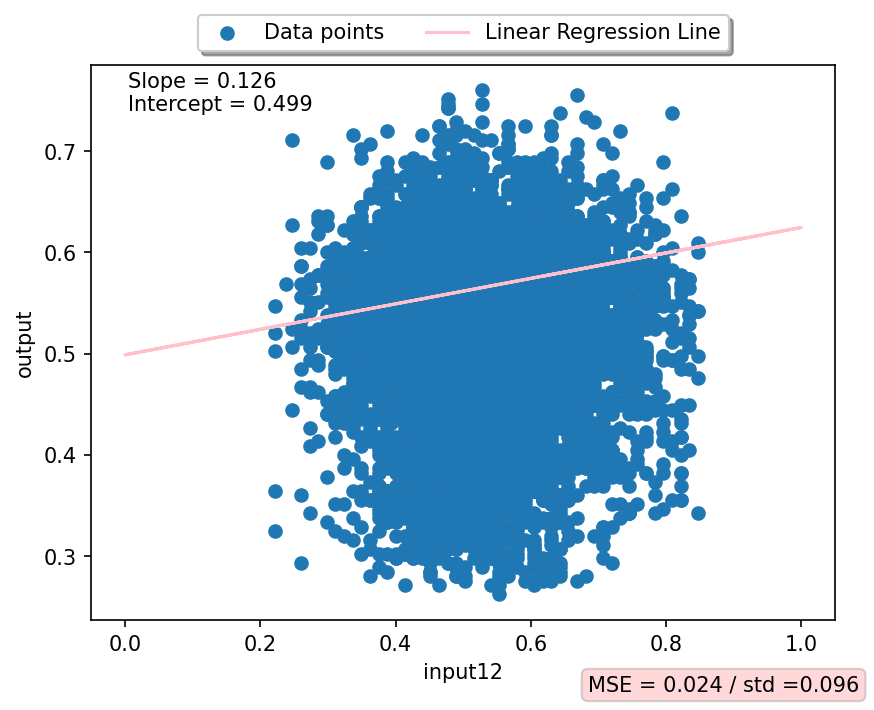 Data points
Linear Regression Line
Slope = 0.126
Intercept = 0.499
output
0.7
0.6
0.5
0.4
0.3
0.0 0.2 0.4 0.6 0.8 1.0
input12
MSE = 0.024 / std =0.096